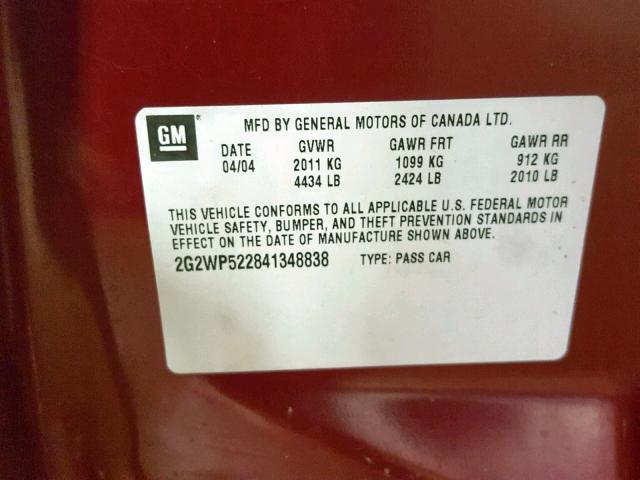 GM
MFD BY GENERAL MOTORS OF CANADA LTD.
DATE GVWR GAWR FRT GAWR RR
04/04 2011 KG 1099 KG 912 KG
4434 LB 2424 LB 2010 LB
THIS VEHICLE CONFORMS TO ALL APPLICABLE U.S. FEDERAL MOTOR
VEHICLE SAFETY, BUMPER, AND THEFT PREVENTION STANDARDS IN
EFFECT ON THE DATE OF MANUFACTURE SHOWN ABOVE.
2G2WP522841348838 TYPE: PASS CAR